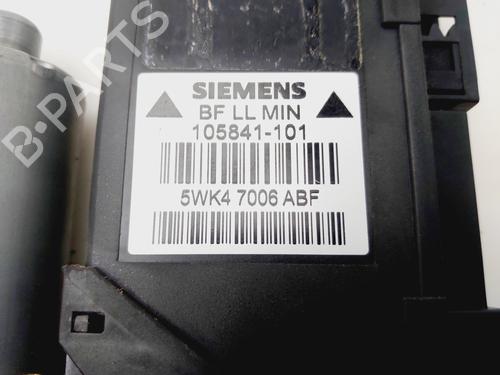 B-PARTS
SIEMENS
BF LL MIN
105841-101
5WK4 7006 ABF